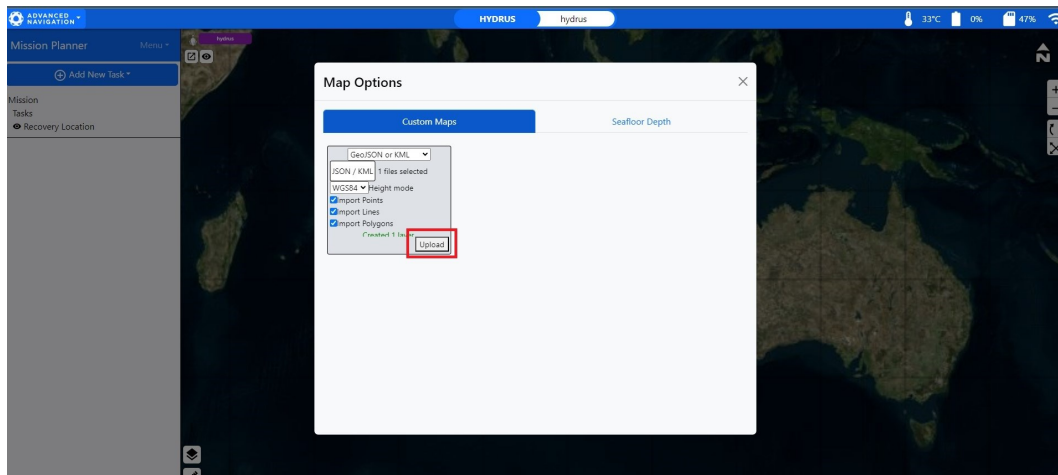 ADVANCED
NAVIGATION
HYDRUS
hydrus
33°C
0%
47%
Mission Planner
Menu
hydrus
Add New Task
Mission
Tasks
Recovery Location
N
Map Options
Custom Maps
Seafloor Depth
GeoJSON or KML
JSON / KML 1 files selected
WGS84 Height mode
Import Points
Import Lines
Import Polygons
Created 1 layer
Upload